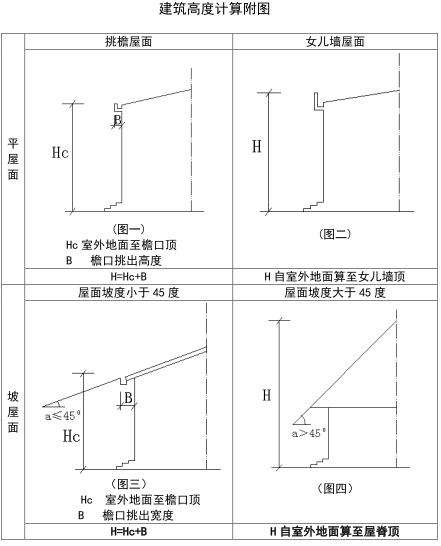 建筑高度计算附图
挑檐屋面
女儿墙屋面
平屋面
B
Hc
(图一)
Hc 室外地面至檐口顶
B 檐口挑出高度
H
(图二)
H=Hc+B
H 自室外地面算至女儿墙顶
屋面坡度小于 45 度
屋面坡度大于 45 度
坡屋面
a≤45°
B
Hc
(图三)
Hc 室外地面至檐口顶
B 檐口挑出宽度
H
a>45°
(图四)
H=Hc+B
H 自室外地面算至屋脊顶